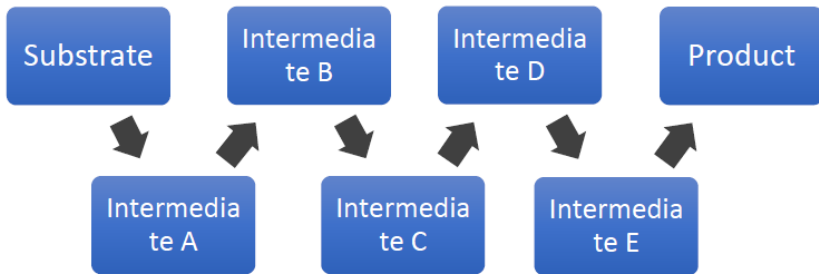 Substrate
Intermedia
te A
Intermedia
te B
Intermedia
te C
Intermedia
te D
Intermedia
te E
Product